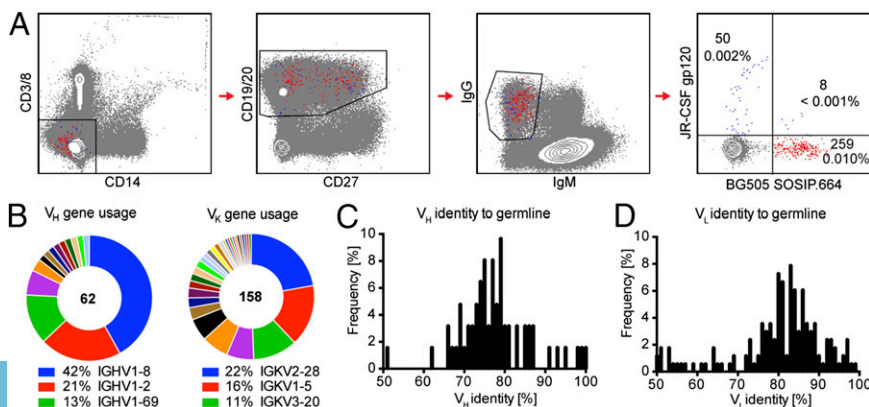 A
CD3/8
CD14
CD19/20
CD27
IgG
IgM
JR-CSF gp120
50
0.002%
8
< 0.001%
259
0.010%
BG505 SOSIP.664
B
VH gene usage
62
42% IGHV1-8
21% IGHV1-2
13% IGHV1-69
VK gene usage
158
22% IGKV2-28
16% IGKV1-5
11% IGKV3-20
C
VH identity to germline
Frequency [%]
10
8
6
4
2
0
50 60 70 80 90 100
VH identity [%]
D
VL identity to germline
Frequency [%]
10
8
6
4
2
0
50 60 70 80 90 100
VL identity [%]